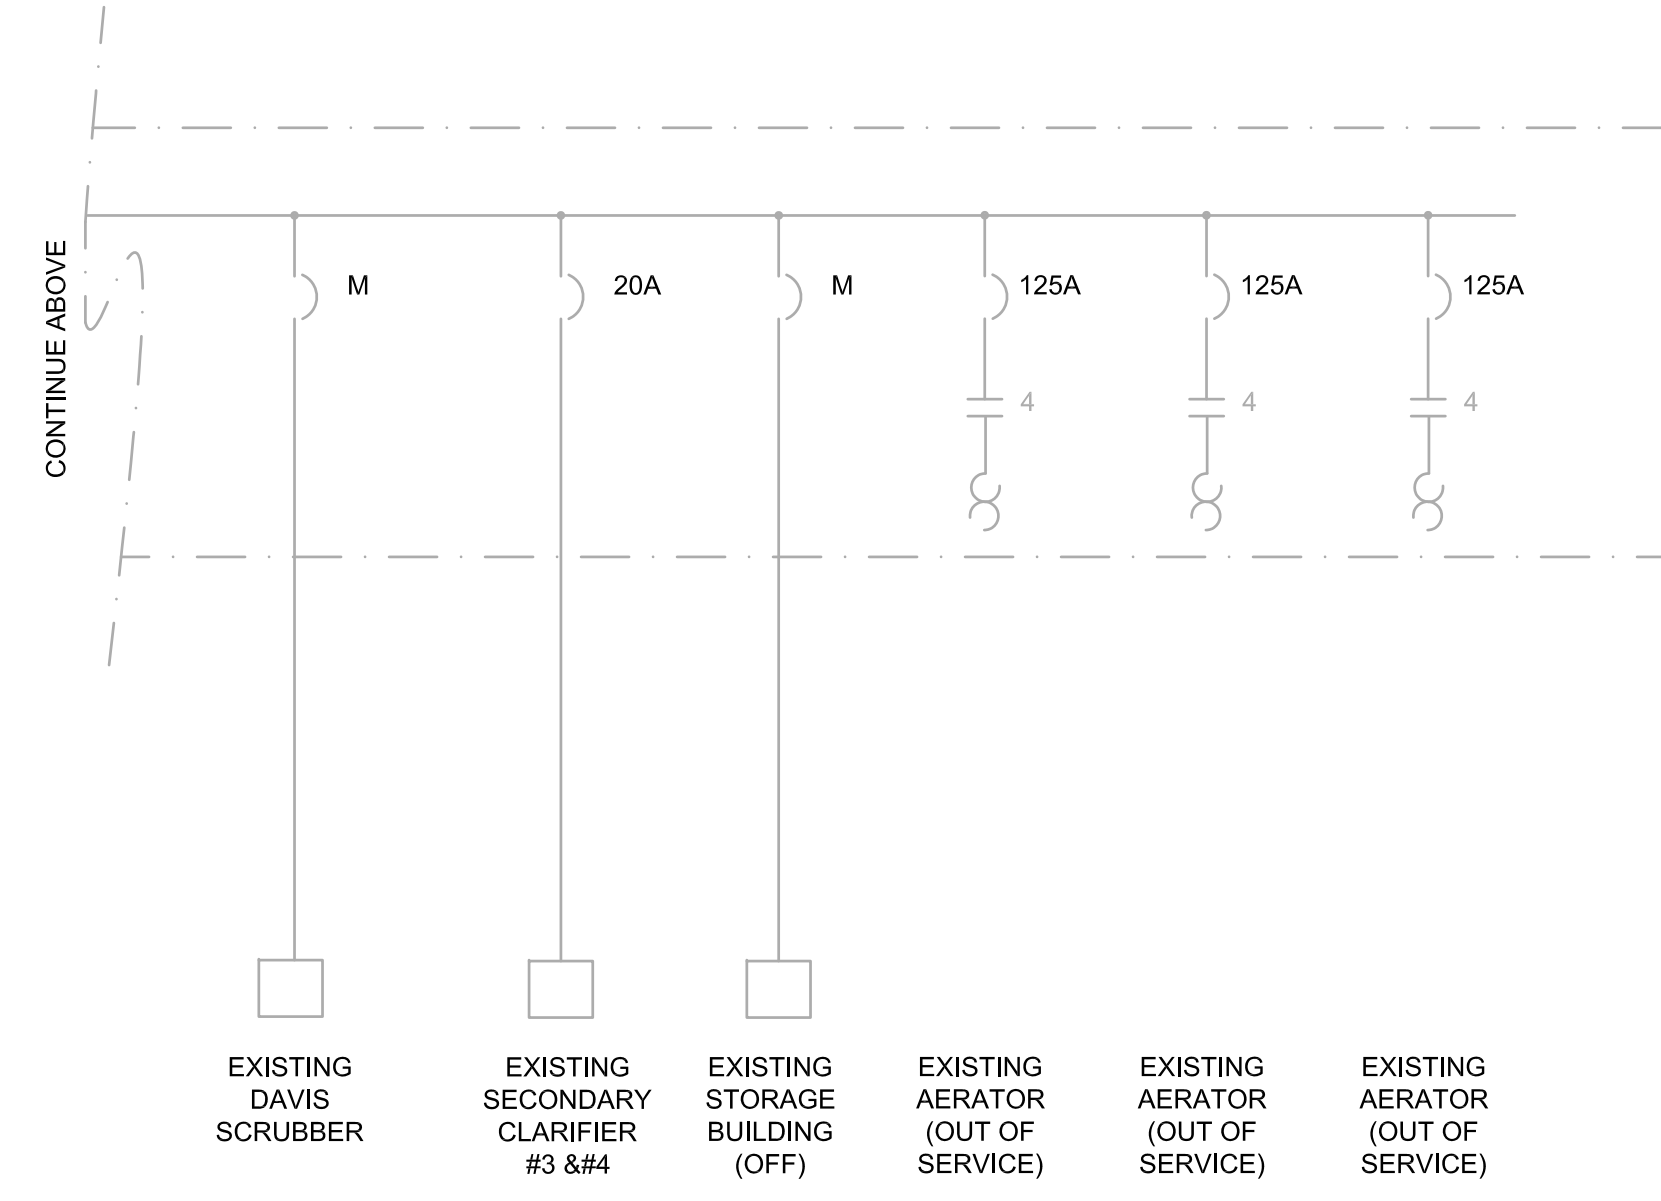 CONTINUE ABOVE
M
20A
M
125A
125A
125A
4
4
4
EXISTING
DAVIS
SCRUBBER
EXISTING
SECONDARY
CLARIFIER
#3 &#4
EXISTING
STORAGE
BUILDING
(OFF)
EXISTING
AERATOR
(OUT OF
SERVICE)
EXISTING
AERATOR
(OUT OF
SERVICE)
EXISTING
AERATOR
(OUT OF
SERVICE)